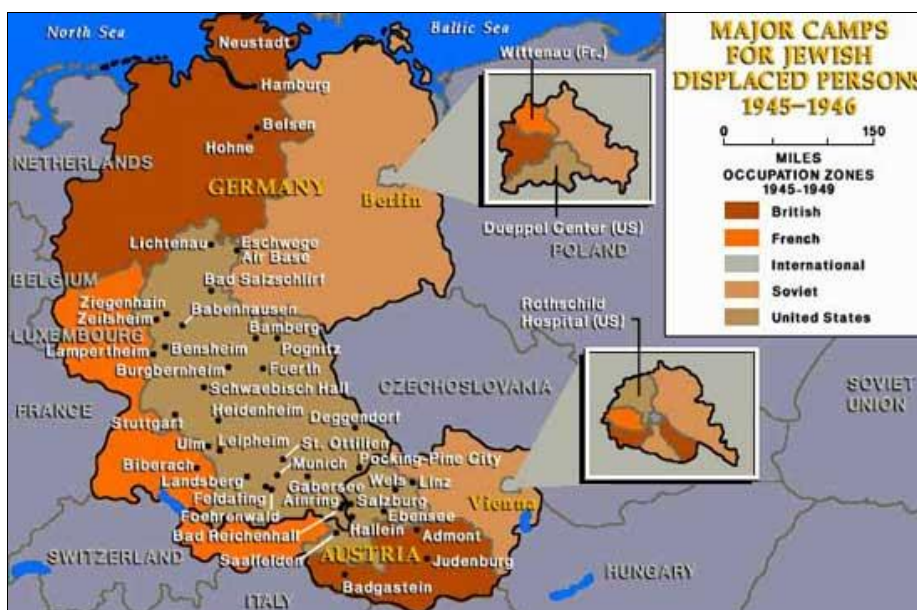 North Sea
Baltic Sea
MAJOR CAMPS
FOR JEWISH
DISPLACED PERSONS
1945–1946
0 150
MILES
OCCUPATION ZONES
1945-1949
British
French
International
Soviet
United States
Neustadt
Wittenau (Fr.)
Hamburg
Belsen
Hohne
NETHERLANDS
GERMANY
Berlin
Dueppel Center (US)
POLAND
Lichtenau
Eschwege
Air Base
BELGIUM
Bad Salzschlirf
Ziegenhain
Zeilsheim
Babenhausen
Rothschild
Hospital (US)
LUXEMBOURG
Bamberg
Lampertheim
Bensheim
Pognitz
Burgbernheim
Fuerth
Schwaebisch Hall
CZECHOSLOVAKIA
SOVIET
UNION
FRANCE
Heidenheim
Deggendorf
Stuttgart
Ulm
Leipheim
St. Ottilien
Biberach
Munich
Pocking-Pine City
Landsberg
Gabersee
Wels
Linz
Feldafing
Ainring
Salzburg
Vienna
Foehrenwald
Ebensee
Bad Reichenhall
Hallein
Admont
SWITZERLAND
Saalfelden
AUSTRIA
Judenburg
HUNGARY
Badgastein
ITALY